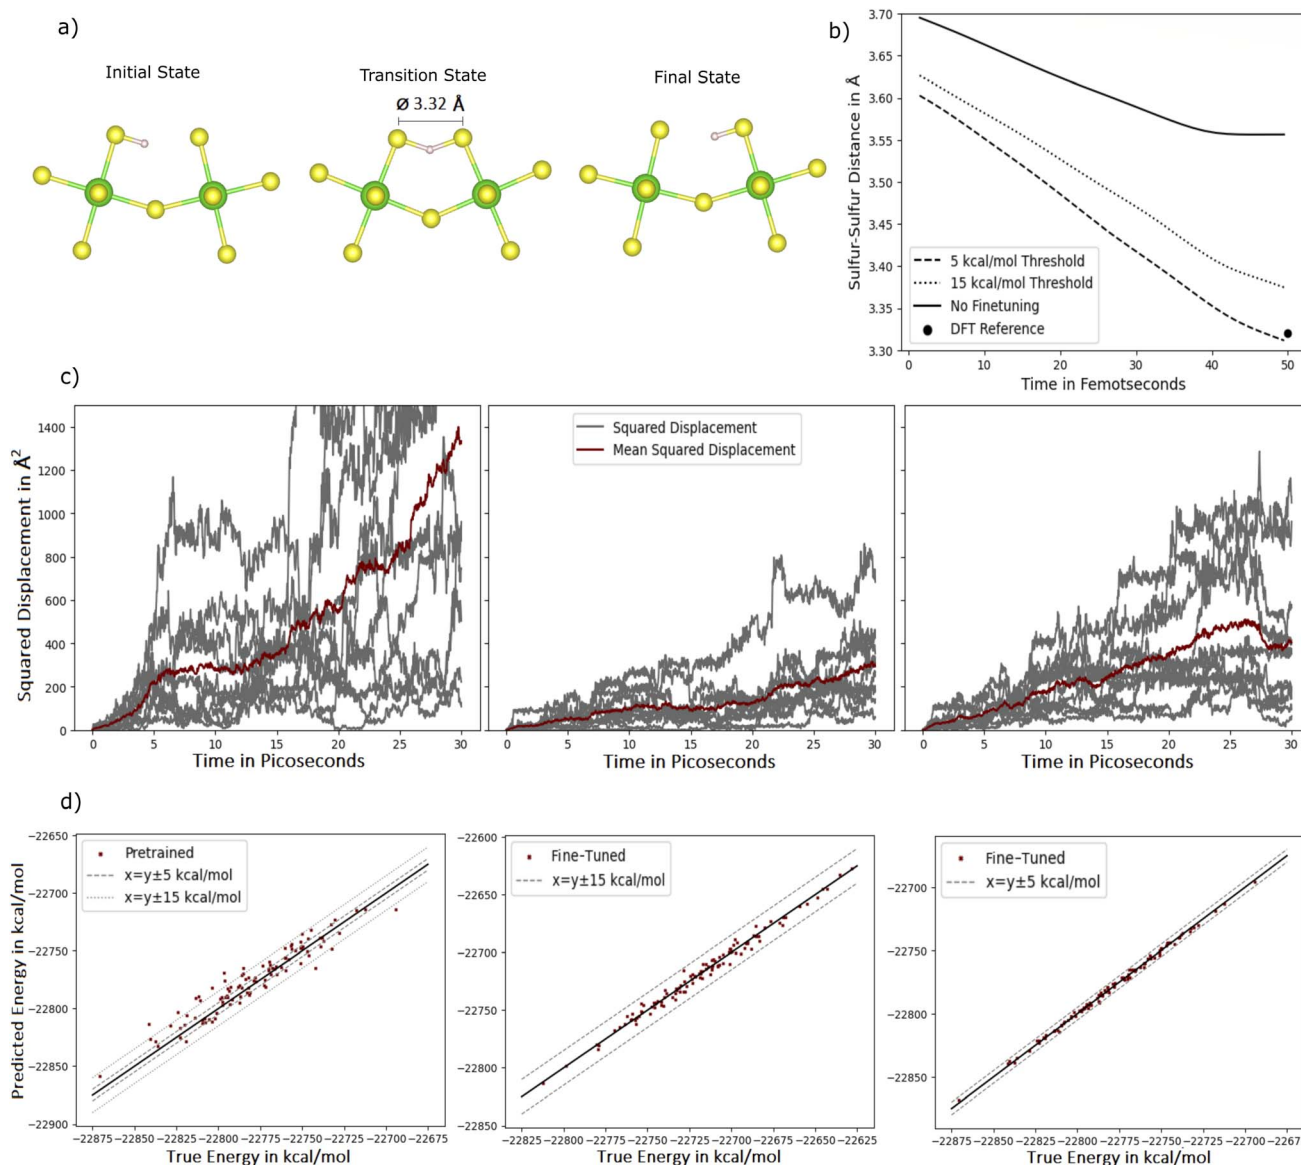 a)
Initial State
Transition State
Final State
Ø 3.32 Å
b)
3.70
3.65
3.60
3.55
3.50
3.45
3.40
3.35
3.30
Sulfur-Sulfur Distance in Å
5 kcal/mol Threshold
15 kcal/mol Threshold
No Finetuning
DFT Reference
0 10 20 30 40 50
Time in Femotseconds
c)
Squared Displacement in Å²
1400
1200
1000
800
600
400
200
0
0 5 10 15 20 25 30
Time in Picoseconds
Squared Displacement
Mean Squared Displacement
0 5 10 15 20 25 30
Time in Picoseconds
0 5 10 15 20 25 30
Time in Picoseconds
d)
Predicted Energy in kcal/mol
−22650
−22700
−22750
−22800
−22850
−22900
Pretrained
x=y±5 kcal/mol
x=y±15 kcal/mol
−22875 −22850 −22825 −22800 −22775 −22750 −22725 −22700 −22675
True Energy in kcal/mol
−22600
−22650
−22700
−22750
−22800
−22850
Fine-Tuned
x=y±15 kcal/mol
−22825 −22800 −22775 −22750 −22725 −22700 −22675 −22650 −22625
True Energy in kcal/mol
−22700
−22750
−22800
−22850
Fine-Tuned
x=y±5 kcal/mol
−22875 −22850 −22825 −22800 −22775 −22750 −22725 −22700 −22675
True Energy in kcal/mol